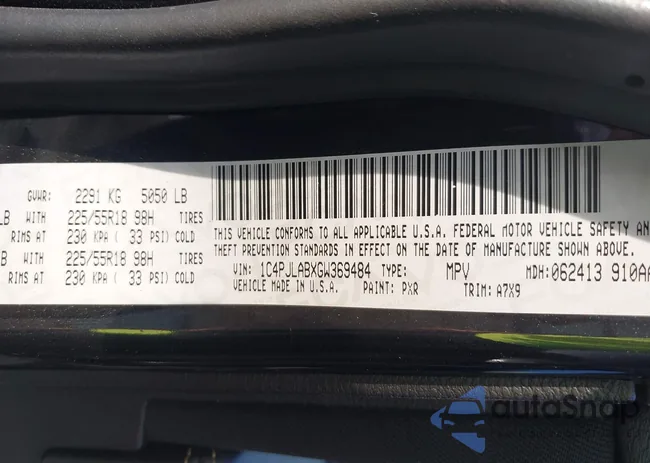 GVWR: 2291 KG 5050 LB
LB WITH 225/55R18 98H TIRES
RIMS AT 230 KPA ( 33 PSI) COLD
LB WITH 225/55R18 98H TIRES
RIMS AT 230 KPA ( 33 PSI) COLD
THIS VEHICLE CONFORMS TO ALL APPLICABLE U.S.A. FEDERAL MOTOR VEHICLE SAFETY AN
THEFT PREVENTION STANDARDS IN EFFECT ON THE DATE OF MANUFACTURE SHOWN ABOVE.
VIN: 1C4PJLABXGW369484 TYPE: MPV MDH: 062413 910AA
VEHICLE MADE IN U.S.A. PAINT: PXR TRIM: A7X9
autoSnap